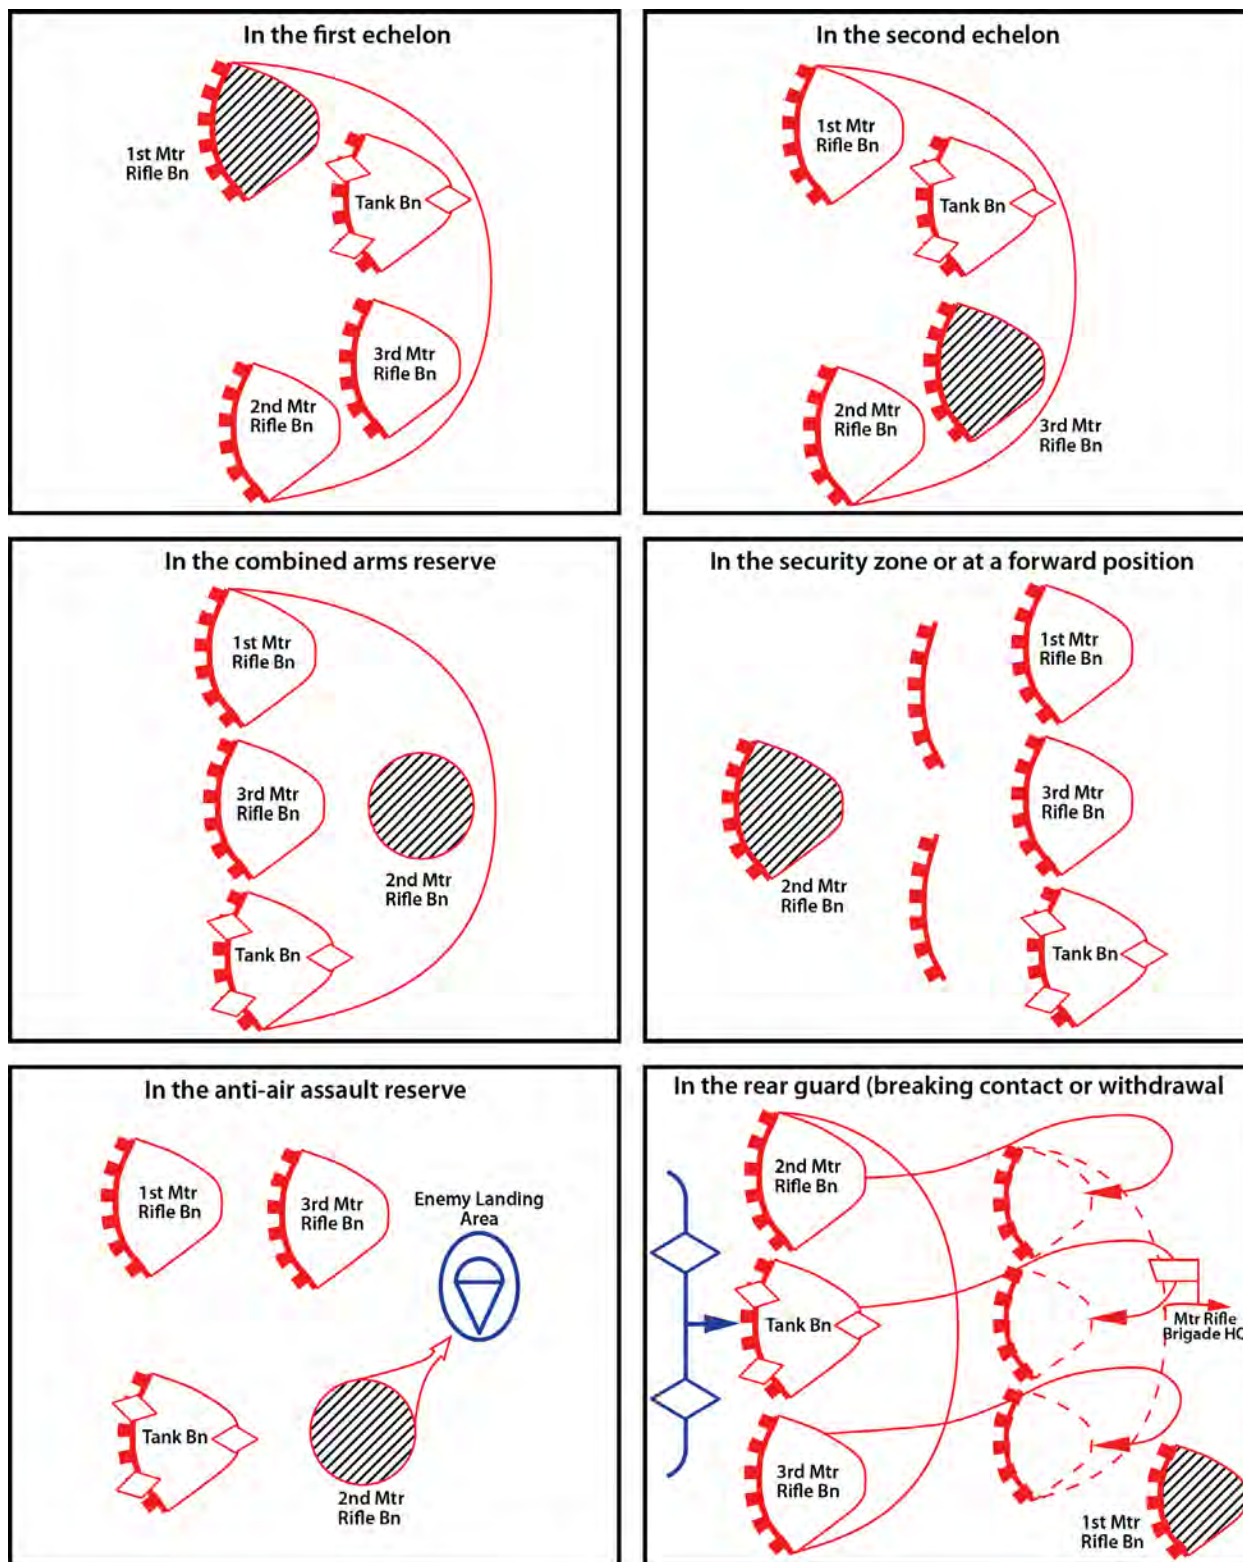 In the first echelon
1st Mtr
Rifle Bn
Tank Bn
3rd Mtr
Rifle Bn
2nd Mtr
Rifle Bn
In the second echelon
1st Mtr
Rifle Bn
Tank Bn
2nd Mtr
Rifle Bn
3rd Mtr
Rifle Bn
In the combined arms reserve
1st Mtr
Rifle Bn
3rd Mtr
Rifle Bn
2nd Mtr
Rifle Bn
Tank Bn
In the security zone or at a forward position
1st Mtr
Rifle Bn
3rd Mtr
Rifle Bn
2nd Mtr
Rifle Bn
Tank Bn
In the anti-air assault reserve
1st Mtr
Rifle Bn
3rd Mtr
Rifle Bn
Enemy Landing
Area
Tank Bn
2nd Mtr
Rifle Bn
In the rear guard (breaking contact or withdrawal
2nd Mtr
Rifle Bn
Tank Bn
Mtr Rifle
Brigade HQ
3rd Mtr
Rifle Bn
1st Mtr
Rifle Bn